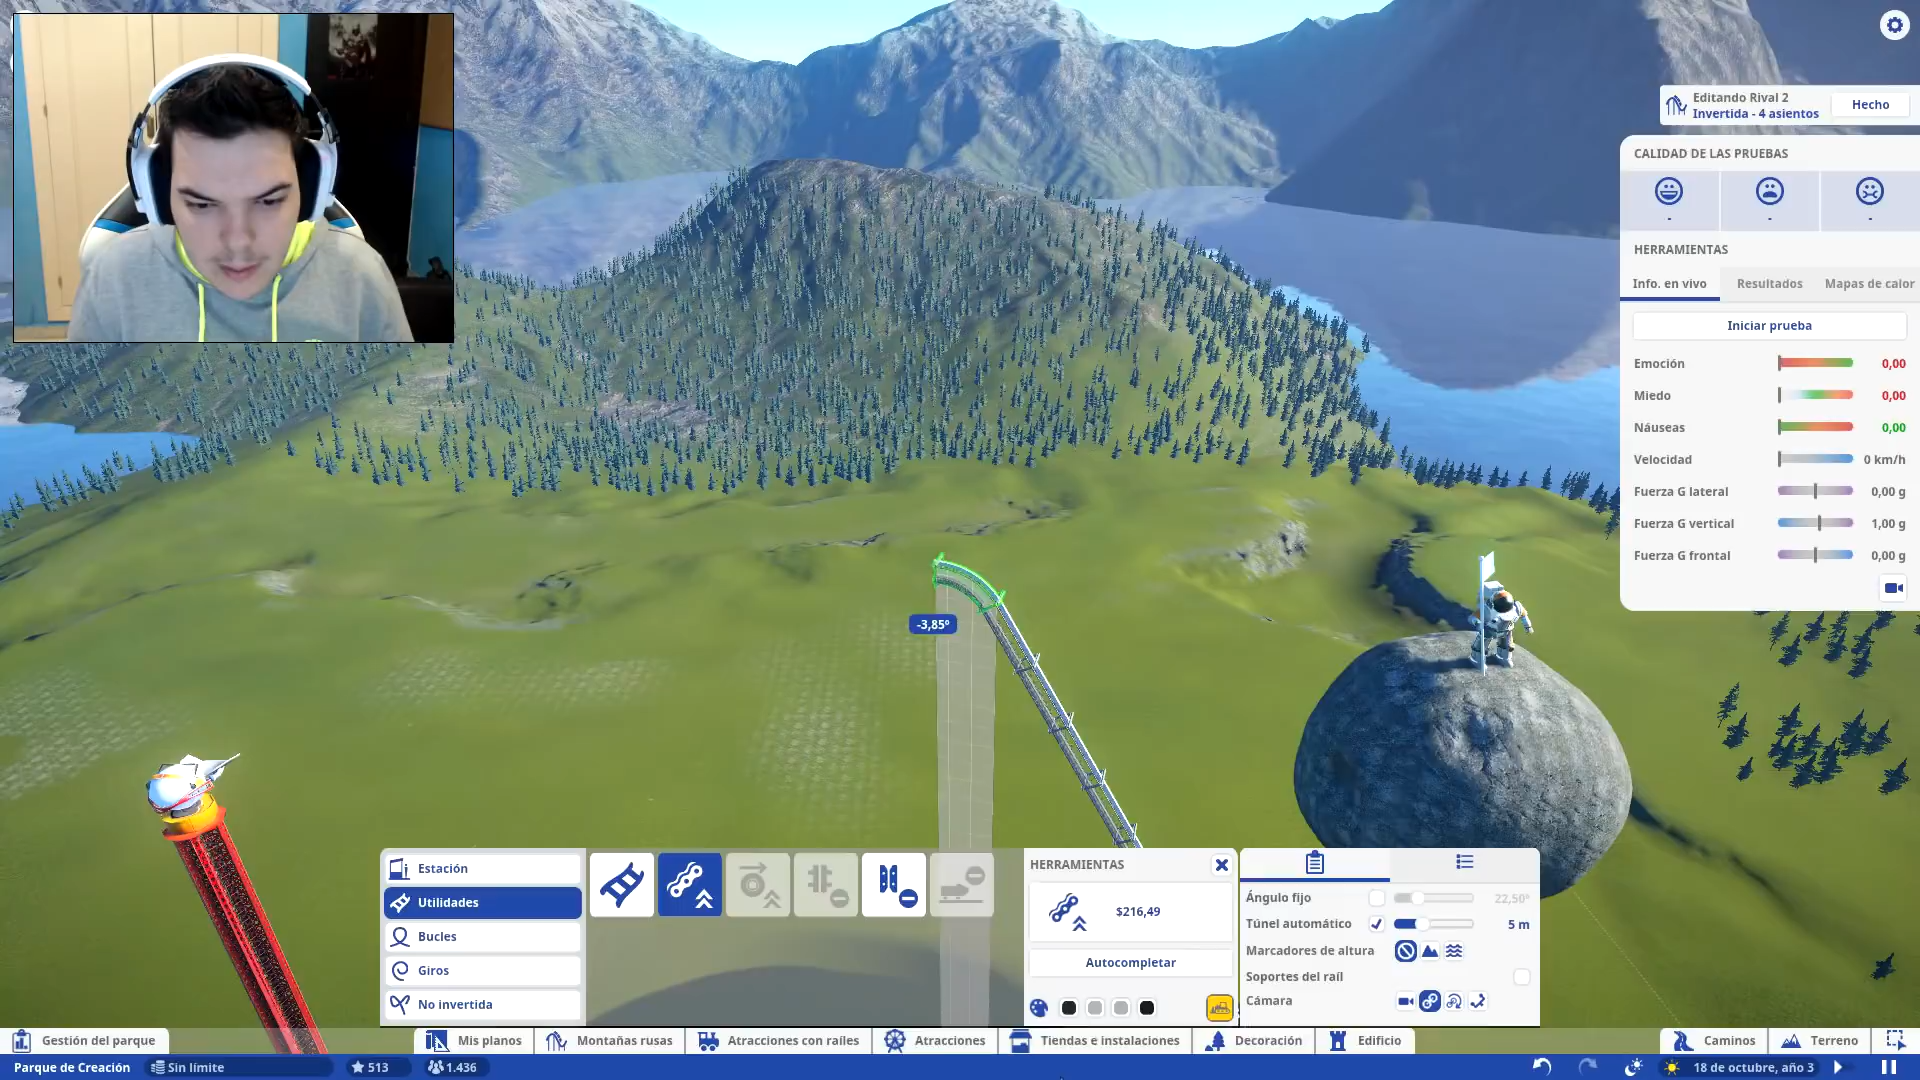 Editando Rival 2
Invertida - 4 asientos
Hecho
CALIDAD DE LAS PRUEBAS
- - -
HERRAMIENTAS
Info. en vivo Resultados Mapas de calor
Iniciar prueba
Emoción 0,00
Miedo 0,00
Náuseas 0,00
Velocidad 0 km/h
Fuerza G lateral 0,00 g
Fuerza G vertical 1,00 g
Fuerza G frontal 0,00 g
-3,85°
Estación
Utilidades
Bucles
Giros
No invertida
HERRAMIENTAS
$216,49
Autocompletar
Ángulo fijo 22,50°
Túnel automático 5 m
Marcadores de altura
Soportes del raíl
Cámara
Gestión del parque Mis planos Montañas rusas Atracciones con raíles Atracciones Tiendas e instalaciones Decoración Edificio Caminos Terreno
Parque de Creación Sin límite 513 1.436 18 de octubre, año 3